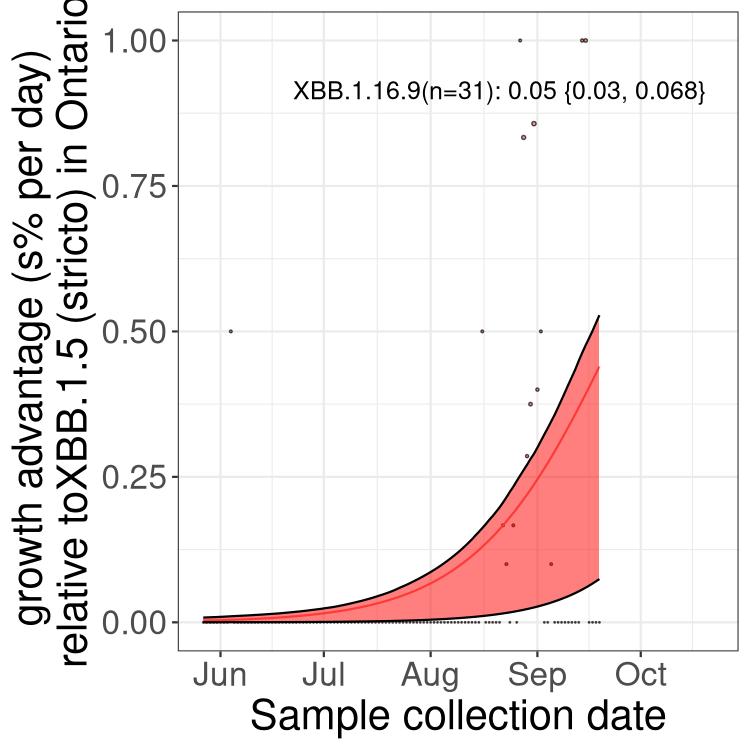 growth advantage (s% per day)
relative toXBB.1.5 (stricto) in Ontario
1.00
0.75
0.50
0.25
0.00
XBB.1.16.9(n=31): 0.05 {0.03, 0.068}
Jun Jul Aug Sep Oct
Sample collection date